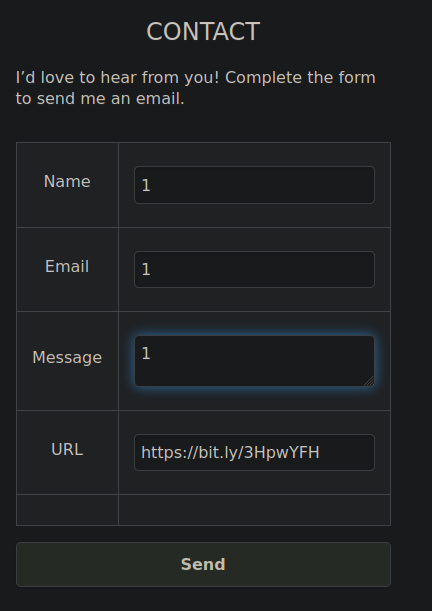 CONTACT
I’d love to hear from you! Complete the form
to send me an email.
Name
1
Email
1
Message
1
URL
https://bit.ly/3HpwYFH
Send